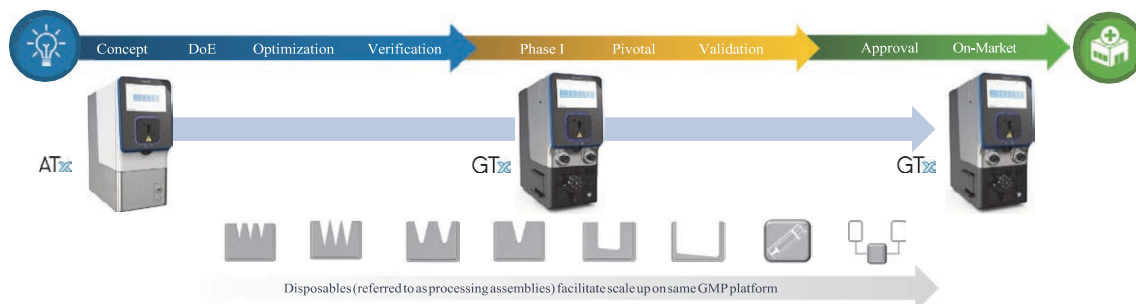 Concept DoE Optimization Verification Phase I Pivotal Validation Approval On-Market
ATx GTx GTx
Disposables (referred to as processing assemblies) facilitate scale up on same GMP platform